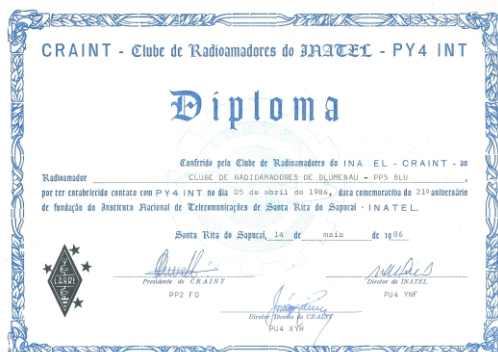 CRAINT - Clube de Radioamadores do INATEL - PY4 INT
Diploma
Conferido pelo Clube de Radioamadores do INA EL - CRAINT - ao
Radioamador CLUBE DE RADIOAMADORES DE BLUMENAU - PP5 BLU,
por ter estabelecido contato com PY4 INT no dia 05 de abril de 1986, data comemorativa do 21º aniversário
de fundação do Instituto Nacional de Telecomunicações de Santa Rita do Sapucaí - INATEL.
Santa Rita do Sapucaí, 14 de maio de 1986
LABRE
Presidente do CRAINT
PP2 FO
Diretor do INATEL
PU4 YNF
Diretor Técnico do CRAINT
PU4 XYH